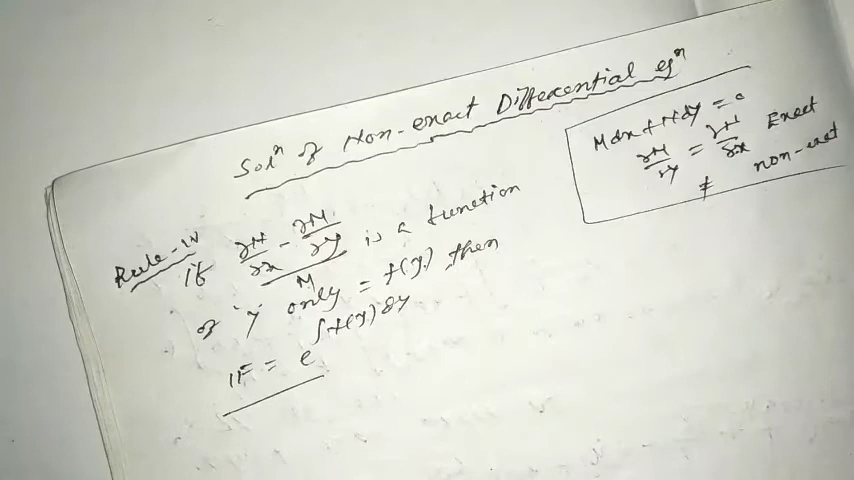 Solⁿ of Non-exact Differential eqⁿ
Mdx + Ndy = 0
∂M/∂y = ∂N/∂x Exact
≠ non-exat
Rule-IV
if (∂N/∂x - ∂M/∂y)/M is a function
of 'y' only = f(y) then
IF = e^∫f(y)dy